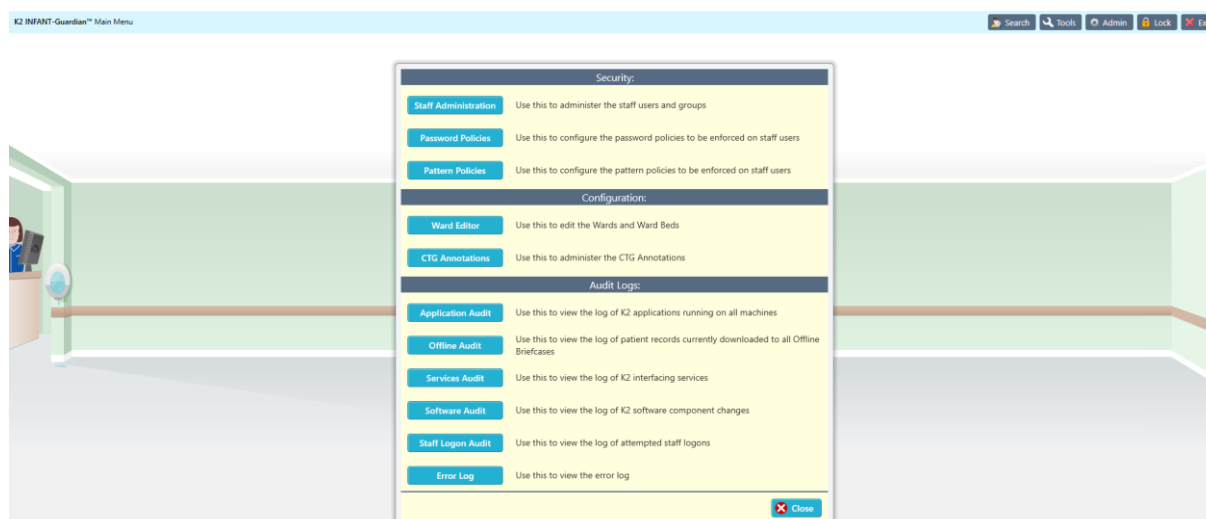 K2 INFANT-Guardian™ Main Menu
Search Tools Admin Lock
Security:
Staff Administration Use this to administer the staff users and groups
Password Policies Use this to configure the password policies to be enforced on staff users
Pattern Policies Use this to configure the pattern policies to be enforced on staff users
Configuration:
Ward Editor Use this to edit the Wards and Ward Beds
CTG Annotations Use this to administer the CTG Annotations
Audit Logs:
Application Audit Use this to view the log of K2 applications running on all machines
Offline Audit Use this to view the log of patient records currently downloaded to all Offline
Briefcases
Services Audit Use this to view the log of K2 interfacing services
Software Audit Use this to view the log of K2 software component changes
Staff Logon Audit Use this to view the log of attempted staff logons
Error Log Use this to view the error log
Close